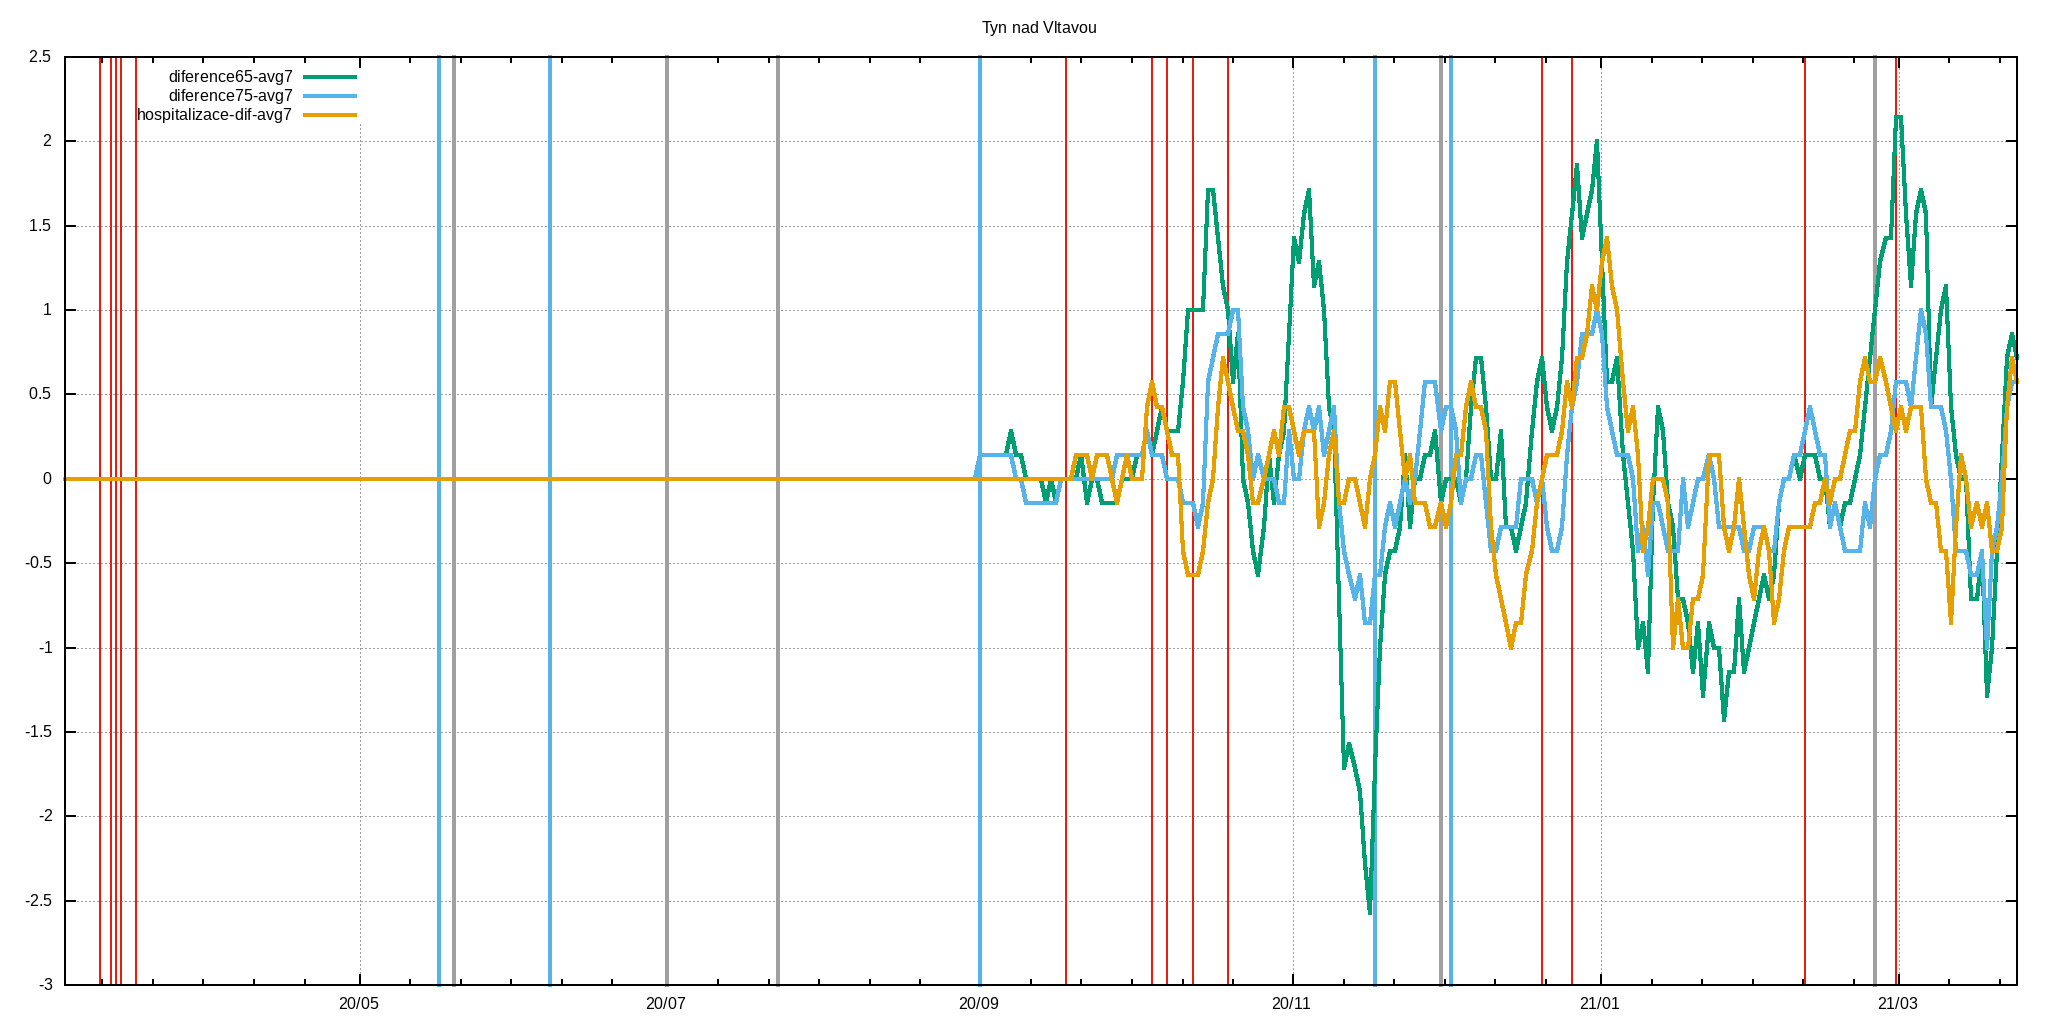 Tyn nad Vltavou
diference65-avg7
diference75-avg7
hospitalizace-dif-avg7
2.5
2
1.5
1
0.5
0
-0.5
-1
-1.5
-2
-2.5
-3
20/05 20/07 20/09 20/11 21/01 21/03